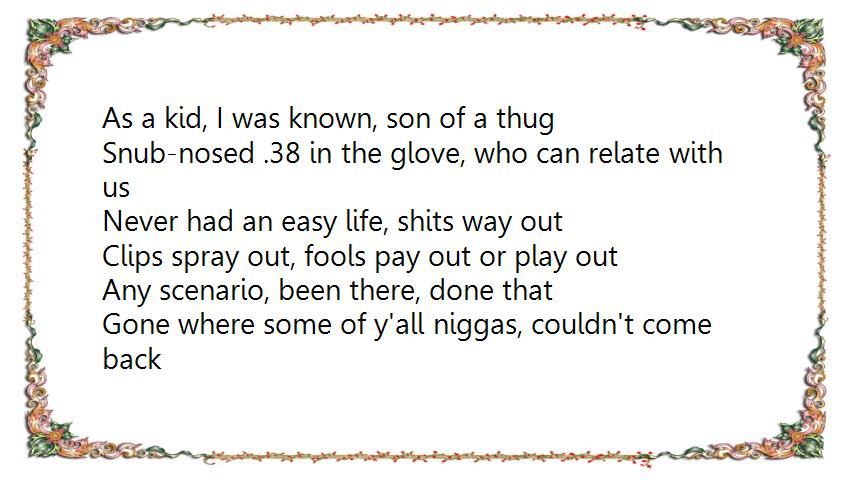 As a kid, I was known, son of a thug
Snub-nosed .38 in the glove, who can relate with
us
Never had an easy life, shits way out
Clips spray out, fools pay out or play out
Any scenario, been there, done that
Gone where some of y'all niggas, couldn't come
back